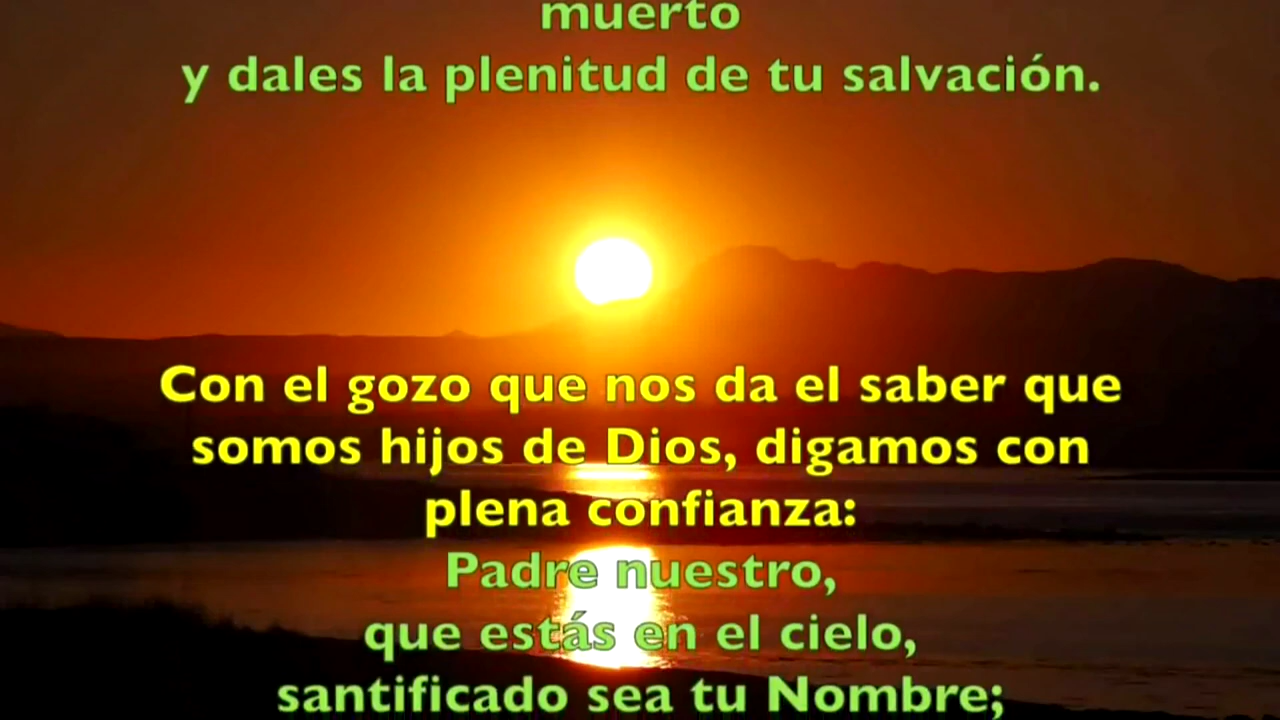 muerto
y dales la plenitud de tu salvación.
Con el gozo que nos da el saber que
somos hijos de Dios, digamos con
plena confianza:
Padre nuestro,
que estás en el cielo,
santificado sea tu Nombre;